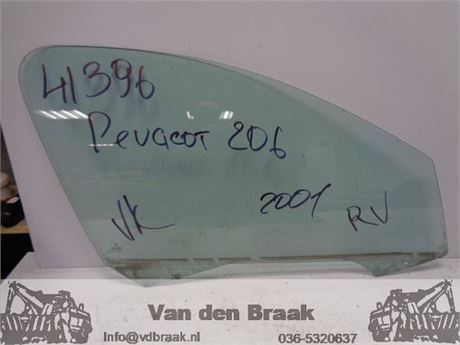 41396
Peugeot 206
2001
VK
RV
Van den Braak
Info@vdbraak.nl
036-5320637